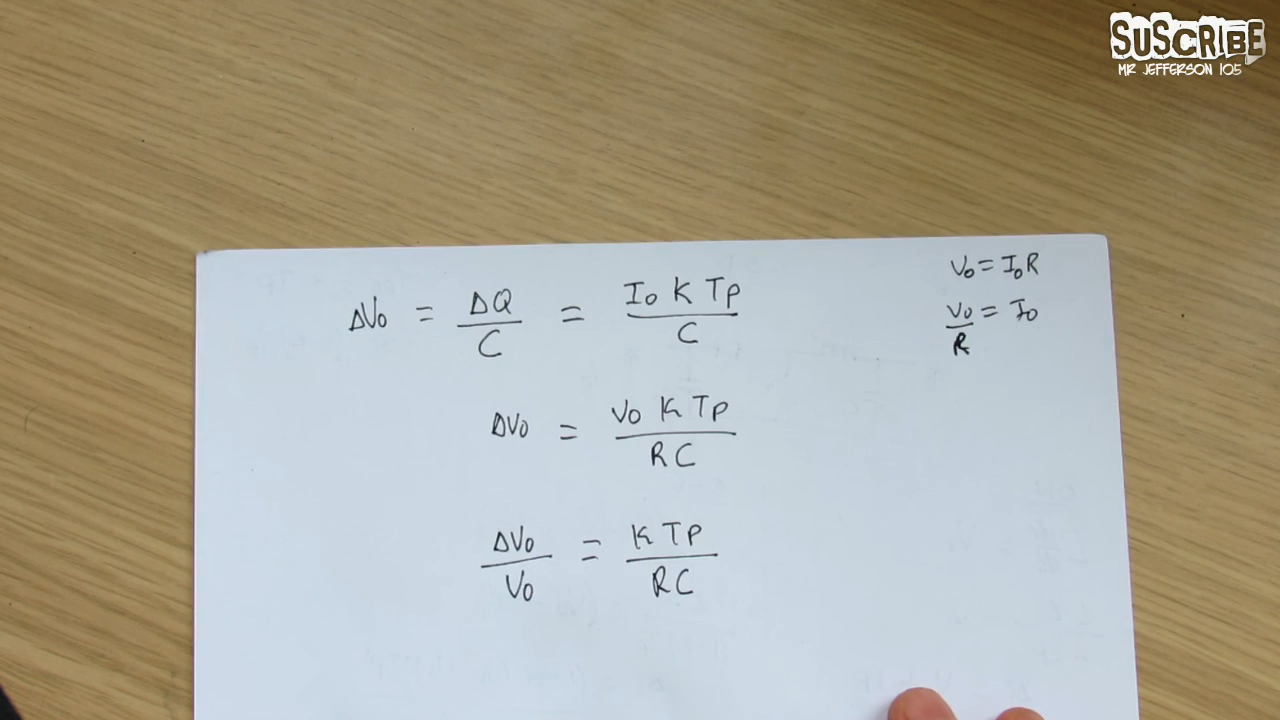 SUSCRIBE
MR JEFFERSON 105
V₀ = I₀R
ΔV₀ = ΔQ/C = I₀ K Tp/C
V₀/R = I₀
ΔV₀ = V₀ K Tp/RC
ΔV₀/V₀ = K Tp/RC